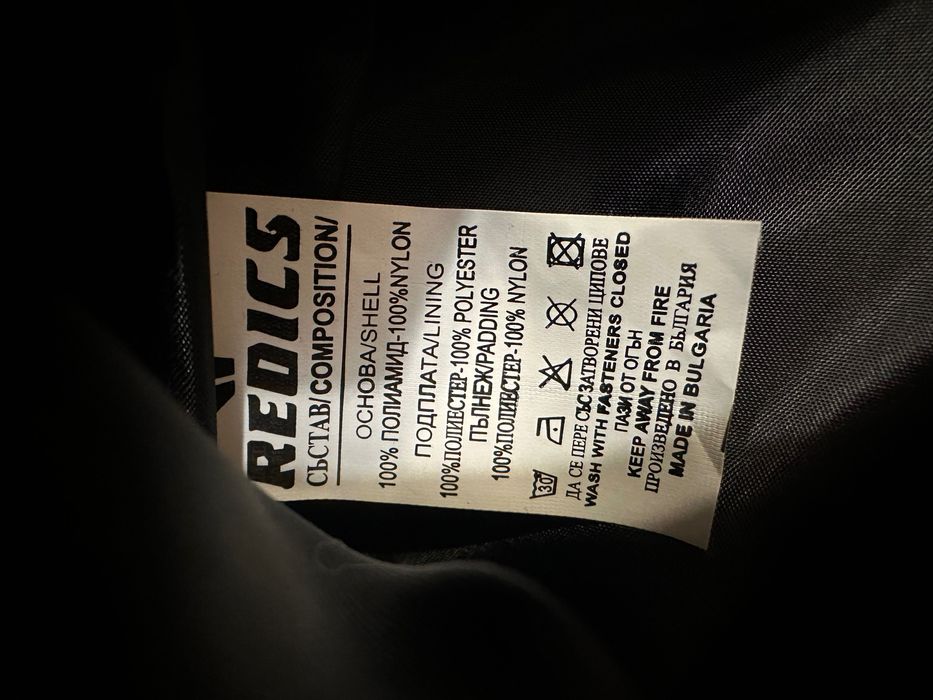 REDICS
СЪСТАВ/COMPOSITION/
ОСНОВА/SHELL
100% ПОЛИАМИД-100%NYLON
ПОДПЛАТА/LINING
100%ПОЛИЕСТЕР-100% POLYESTER
ПЪЛНЕЖ/PADDING
100%ПОЛИЕСТЕР-100% NYLON
30
ДА СЕ ПЕРЕ СЪС ЗАТВОРЕНИ ЦИПОВЕ
WASH WITH FASTENERS CLOSED
ПАЗИ ОТ ОГЪН
KEEP AWAY FROM FIRE
ПРОИЗВЕДЕНО В БЪЛГАРИЯ
MADE IN BULGARIA